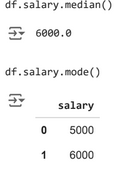 df.salary.median()
6000.0
df.salary.mode()
salary
0 5000
1 6000